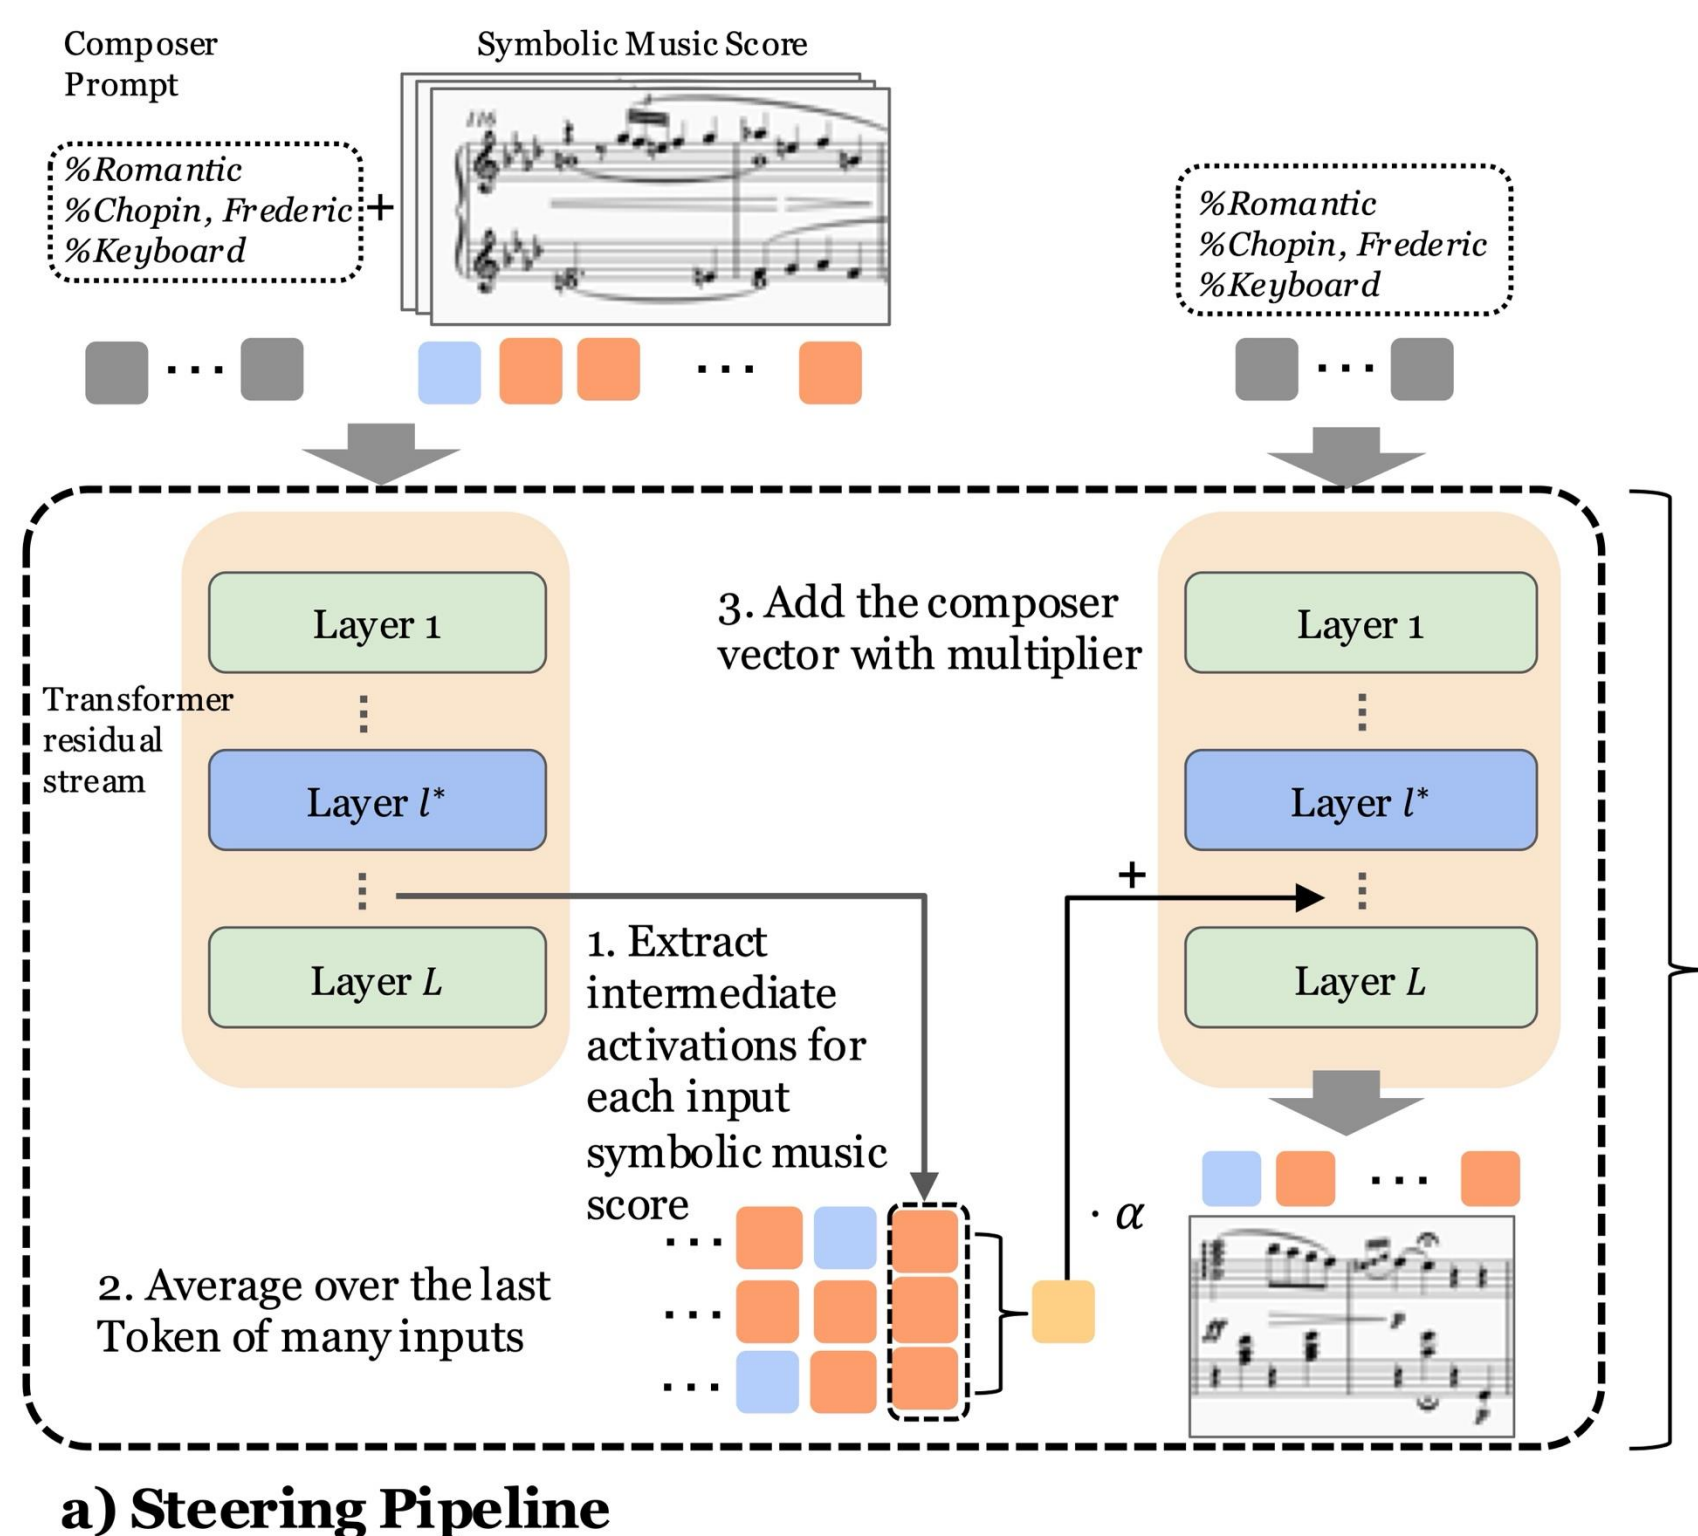 Composer
Prompt
Symbolic Music Score
%Romantic
%Chopin, Frederic
%Keyboard
+
116
%Romantic
%Chopin, Frederic
%Keyboard
Layer 1
3. Add the composer
vector with multiplier
Layer 1
Transformer
residual
stream
Layer l*
Layer l*
+
Layer L
1. Extract
intermediate
activations for
each input
symbolic music
score
Layer L
· α
2. Average over the last
Token of many inputs
ff
p
p
a) Steering Pipeline